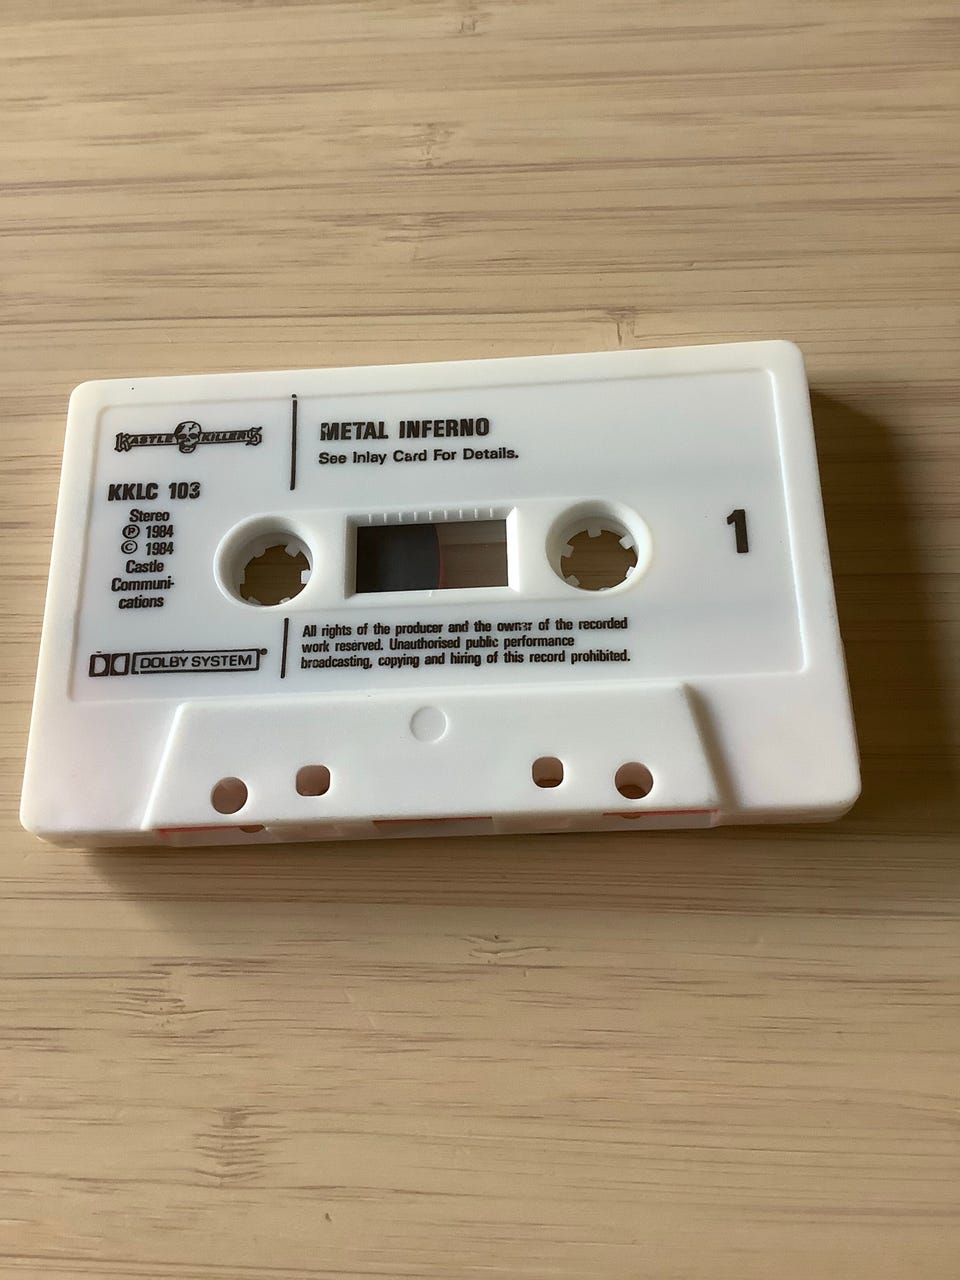 KASTLE KILLERS
METAL INFERNO
See Inlay Card For Details.
KKLC 103
Stereo
Ⓟ 1984
© 1984
Castle
Communi-
cations
1
DOLBY SYSTEM®
All rights of the producer and the owner of the recorded
work reserved. Unauthorised public performance
broadcasting, copying and hiring of this record prohibited.